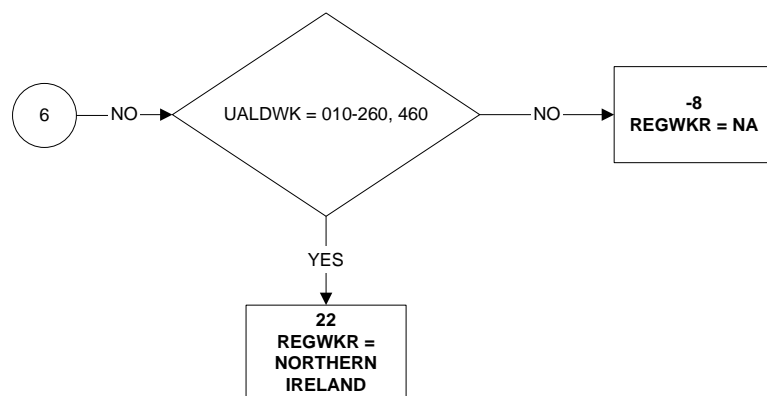 6
NO
UALDWK = 010-260, 460
NO
-8
REGWKR = NA
YES
22
REGWKR =
NORTHERN
IRELAND